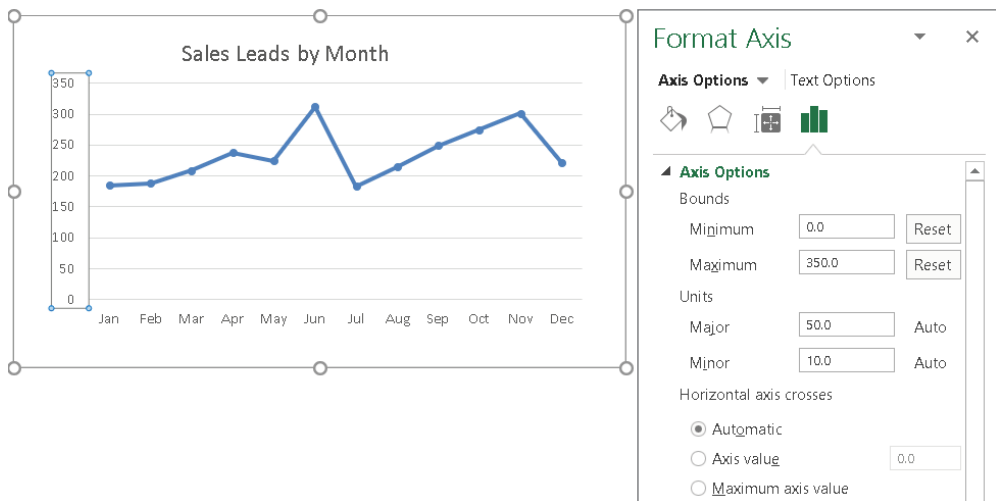 Sales Leads by Month
350
300
250
200
150
100
50
0
Jan Feb Mar Apr May Jun Jul Aug Sep Oct Nov Dec
Format Axis
Axis Options Text Options
Axis Options
Bounds
Minimum 0.0 Reset
Maximum 350.0 Reset
Units
Major 50.0 Auto
Minor 10.0 Auto
Horizontal axis crosses
Automatic
Axis value 0.0
Maximum axis value